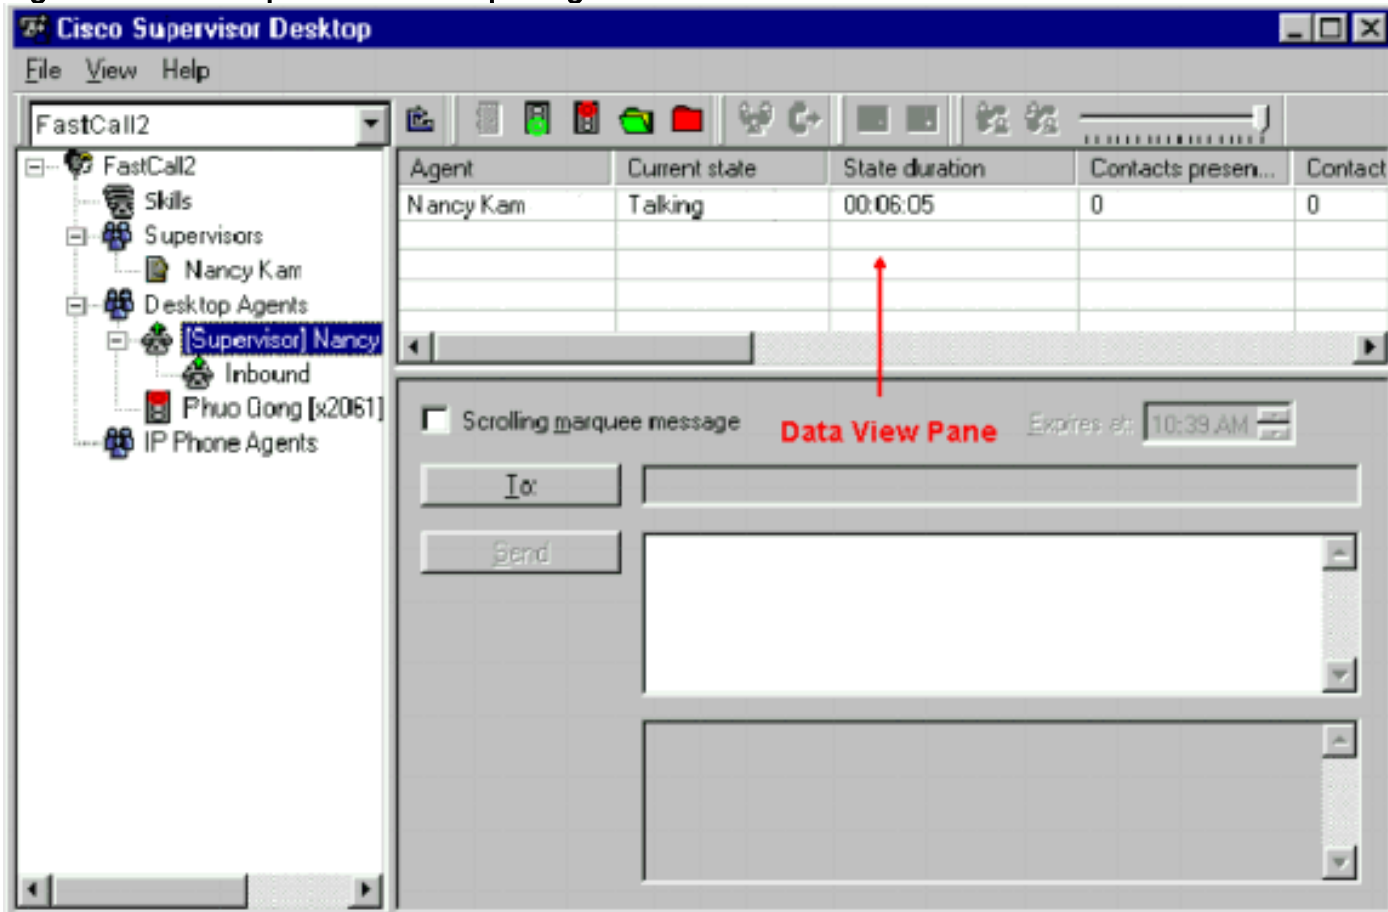 Cisco Supervisor Desktop
File View Help
FastCall2
FastCall2
Skills
Supervisors
Nancy Kam
Desktop Agents
[Supervisor] Nancy
Inbound
Phuo Gong [x2061]
IP Phone Agents
Agent Current state State duration Contacts presen... Contact
Nancy Kam Talking 00:06:05 0 0
Scrolling marquee message
Data View Pane
Expires at: 10:39 AM
To:
Send